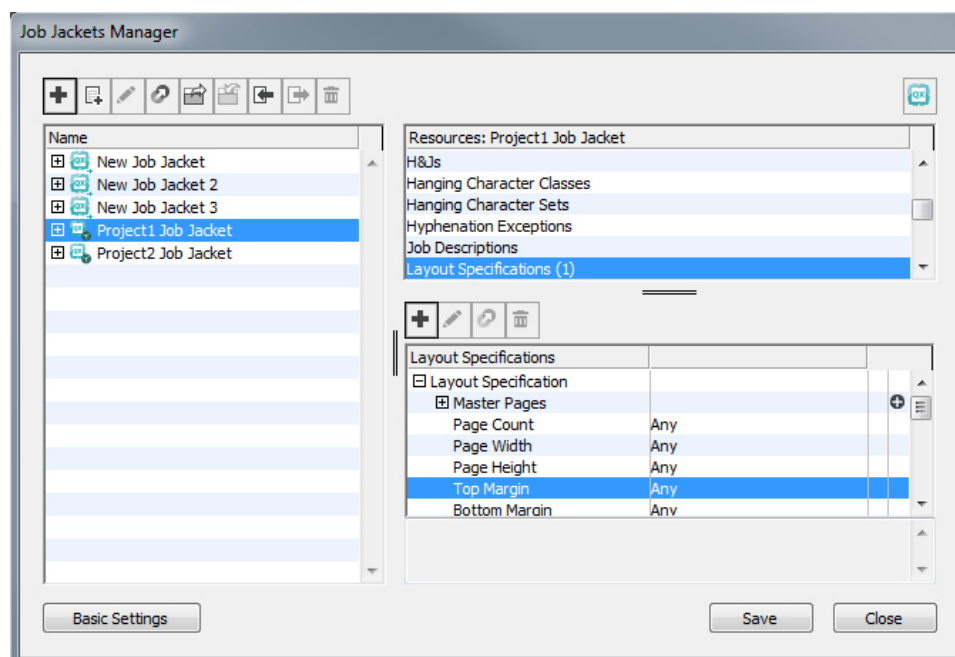 Job Jackets Manager
Name
New Job Jacket
New Job Jacket 2
New Job Jacket 3
Project1 Job Jacket
Project2 Job Jacket
Resources: Project1 Job Jacket
H&Js
Hanging Character Classes
Hanging Character Sets
Hyphenation Exceptions
Job Descriptions
Layout Specifications (1)
Layout Specifications
Layout Specification
Master Pages
Page Count Any
Page Width Any
Page Height Any
Top Margin Any
Bottom Margin Any
Basic Settings
Save
Close